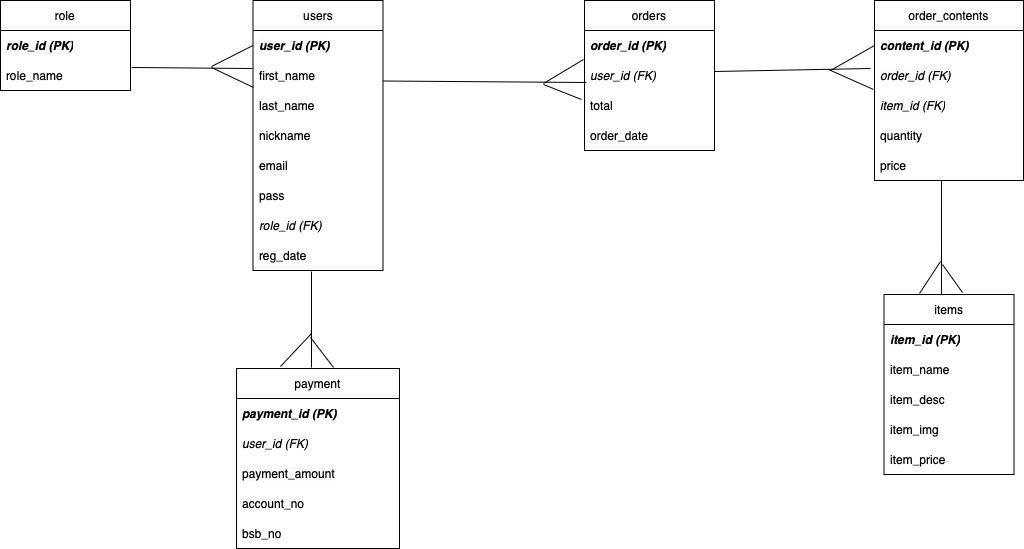 role
role_id (PK)
role_name
users
user_id (PK)
first_name
last_name
nickname
email
pass
role_id (FK)
reg_date
orders
order_id (PK)
user_id (FK)
total
order_date
order_contents
content_id (PK)
order_id (FK)
item_id (FK)
quantity
price
payment
payment_id (PK)
user_id (FK)
payment_amount
account_no
bsb_no
items
item_id (PK)
item_name
item_desc
item_img
item_price